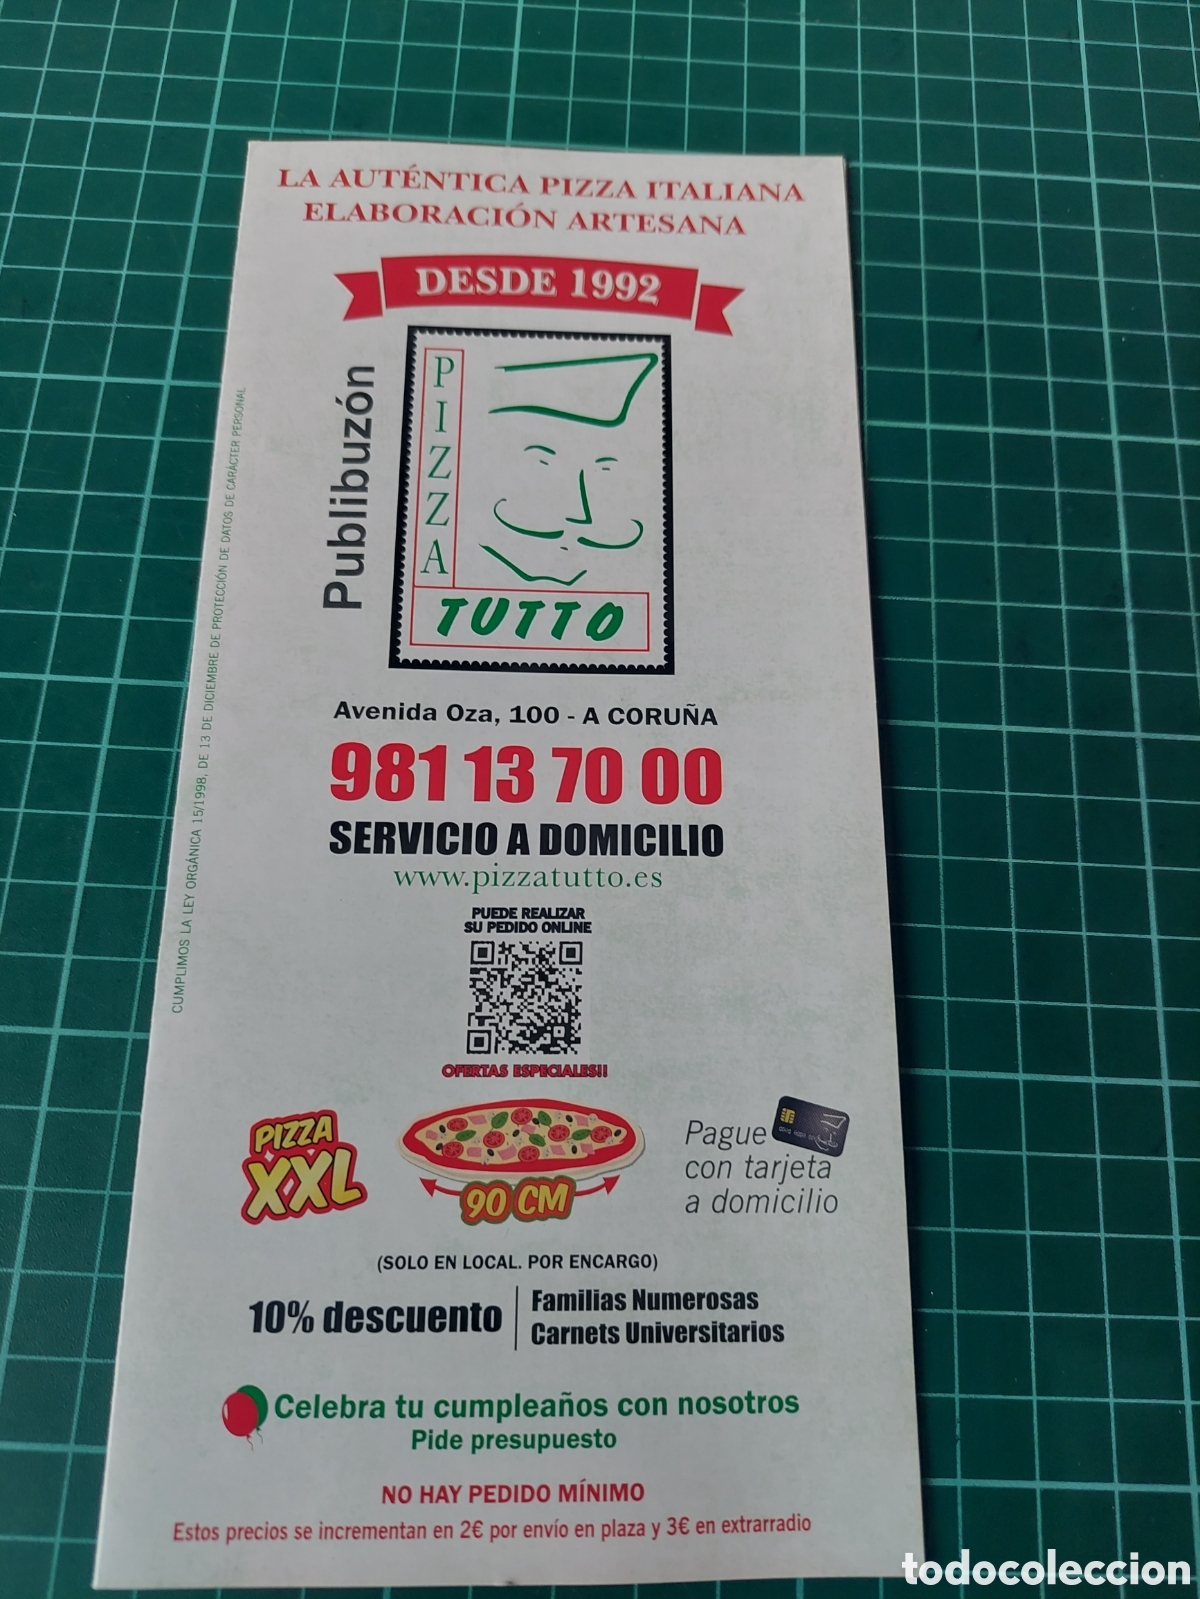 LA AUTÉNTICA PIZZA ITALIANA
ELABORACIÓN ARTESANA
DESDE 1992
Publibuzón
PIZZA
TUTTO
CUMPLIMOS LA LEY ORGÁNICA 15/1998, DE 13 DE DICIEMBRE DE PROTECCIÓN DE DATOS DE CARÁCTER PERSONAL
Avenida Oza, 100 - A CORUÑA
981 13 70 00
SERVICIO A DOMICILIO
www.pizzatutto.es
PUEDE REALIZAR
SU PEDIDO ONLINE
OFERTAS ESPECIALES!!
PIZZA
XXL
90 CM
Pague
con tarjeta
a domicilio
(SOLO EN LOCAL. POR ENCARGO)
10% descuento
Familias Numerosas
Carnets Universitarios
Celebra tu cumpleaños con nosotros
Pide presupuesto
NO HAY PEDIDO MÍNIMO
Estos precios se incrementan en 2€ por envío en plaza y 3€ en extrarradio
todocoleccion